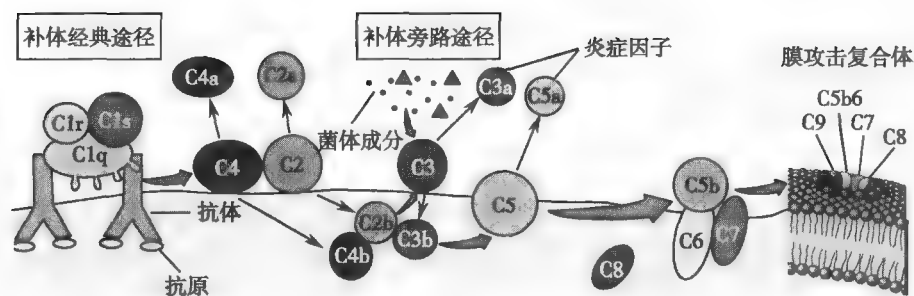 补体经典途径
补体旁路途径
炎症因子
膜攻击复合体
C4a
C2a
C3a
C5a
C5b6
C9
C7
C8
C1r
C1s
C1q
菌体成分
C4
C2
C3
C5
C5b
抗体
C2b
C4b
C3b
C6
C7
C8
抗原